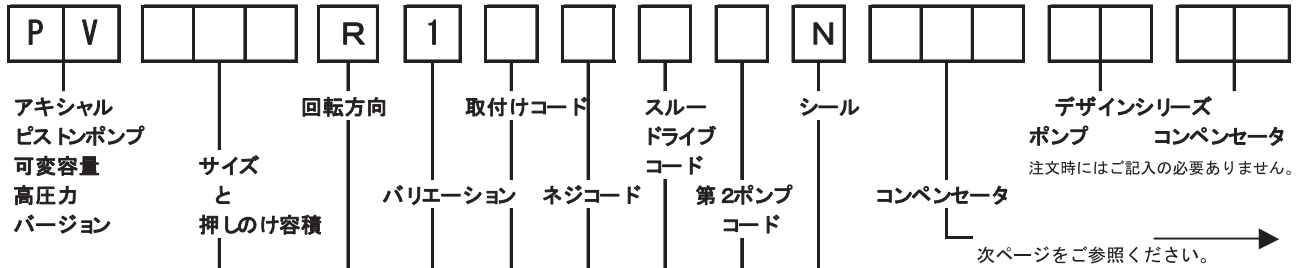 PV R 1 N
アキシャル
ピストンポンプ
可変容量
高圧力
バージョン
サイズ
と
押しのけ容積
回転方向
バリエーション
取付けコード
ネジコード
スルー
ドライブ
コード
第2ポンプ
コード
シール
コンペンセータ
次ページをご参照ください。
デザインシリーズ
ポンプ コンペンセータ
注文時にはご記入の必要ありません。